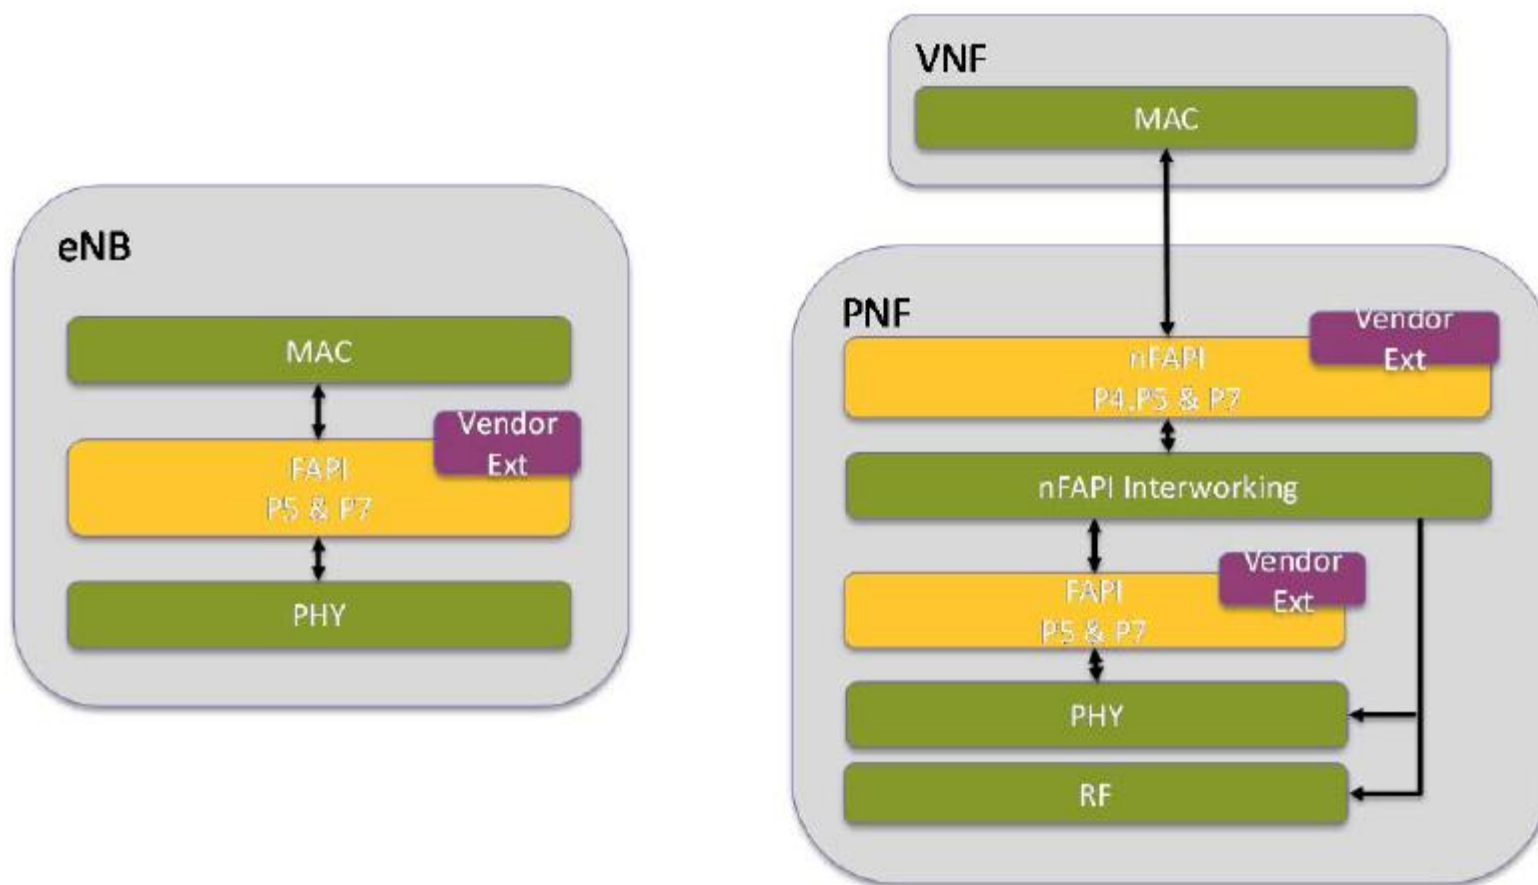 eNB
MAC
Vendor
Ext
FAPI
P5 & P7
PHY
VNF
MAC
PNF
Vendor
Ext
nFAPI
P4.P5 & P7
nFAPI Interworking
Vendor
Ext
FAPI
P5 & P7
PHY
RF